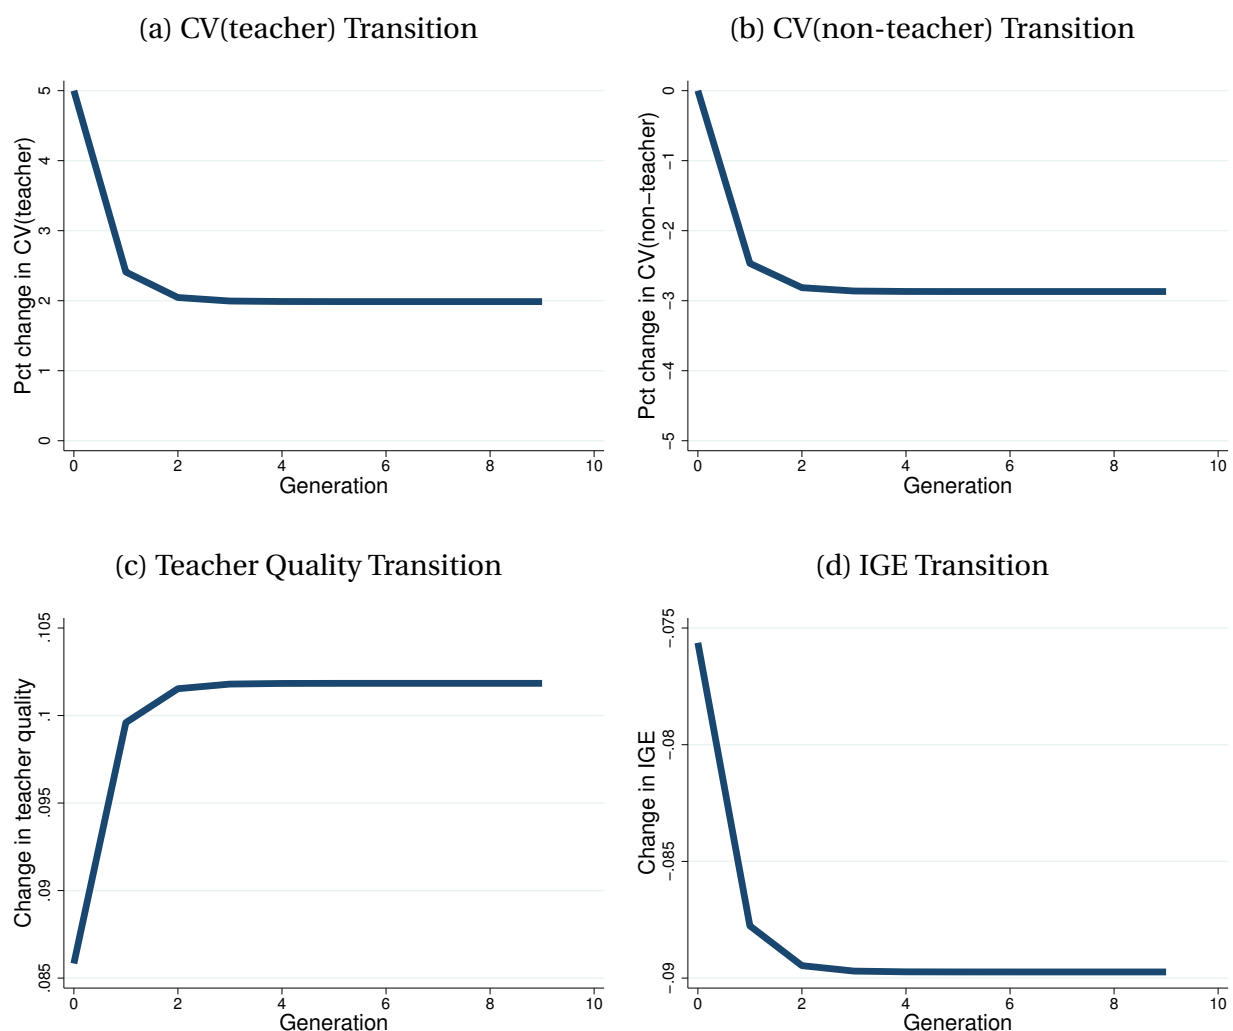 (a) CV(teacher) Transition
Pct change in CV(teacher)
5
4
3
2
1
0
0 2 4 6 8 10
Generation
(b) CV(non-teacher) Transition
Pct change in CV(non−teacher)
0
−1
−2
−3
−4
−5
0 2 4 6 8 10
Generation
(c) Teacher Quality Transition
Change in teacher quality
.105
.1
.095
.09
.085
0 2 4 6 8 10
Generation
(d) IGE Transition
Change in IGE
−.075
−.08
−.085
−.09
0 2 4 6 8 10
Generation